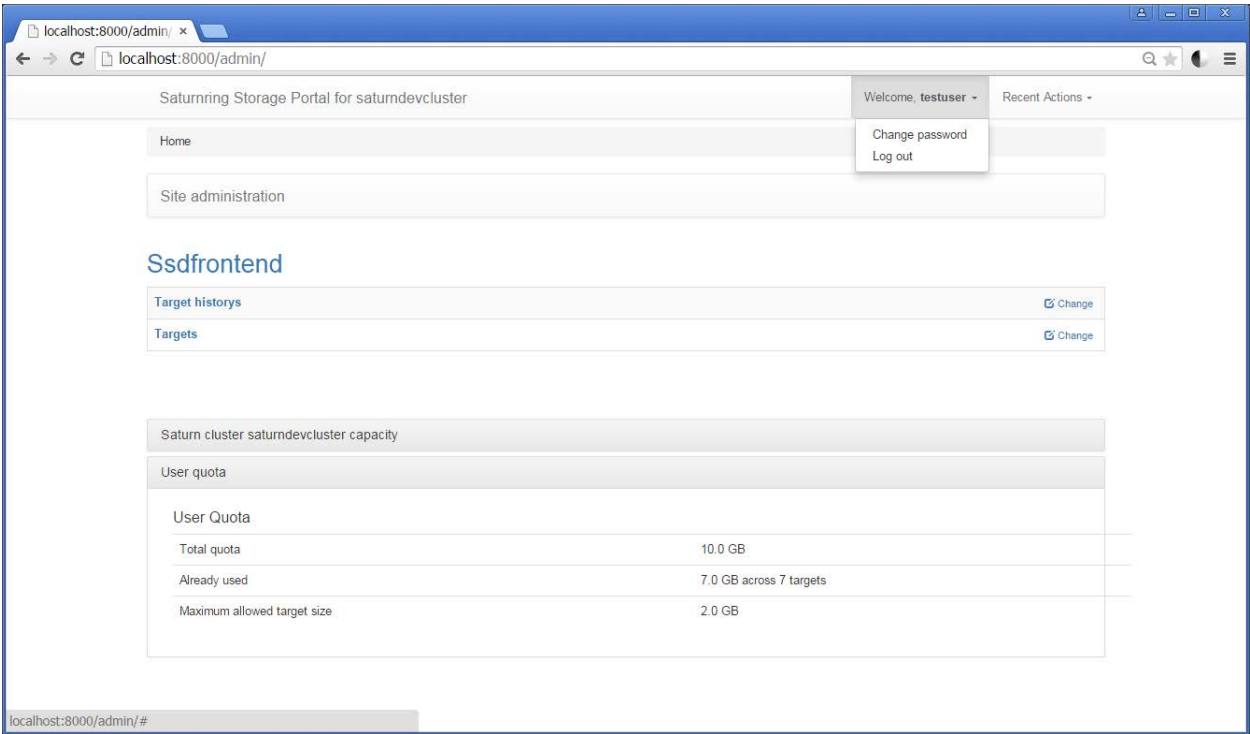 localhost:8000/admin/
localhost:8000/admin/
Saturnring Storage Portal for saturndevcluster
Welcome, testuser
Recent Actions
Change password
Log out
Home
Site administration
Ssdfrontend
Target historys
Change
Targets
Change
Saturn cluster saturndevcluster capacity
User quota
User Quota
Total quota 10.0 GB
Already used 7.0 GB across 7 targets
Maximum allowed target size 2.0 GB
localhost:8000/admin/#